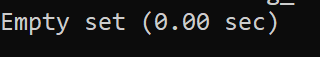 Empty set (0.00 sec)